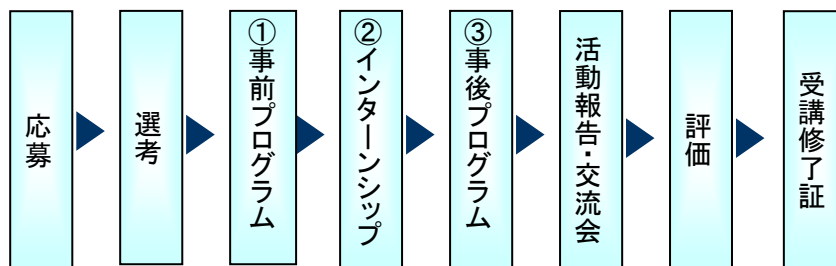 応募
選考
①事前プログラム
②インターンシップ
③事後プログラム
活動報告・交流会
評価
受講修了証